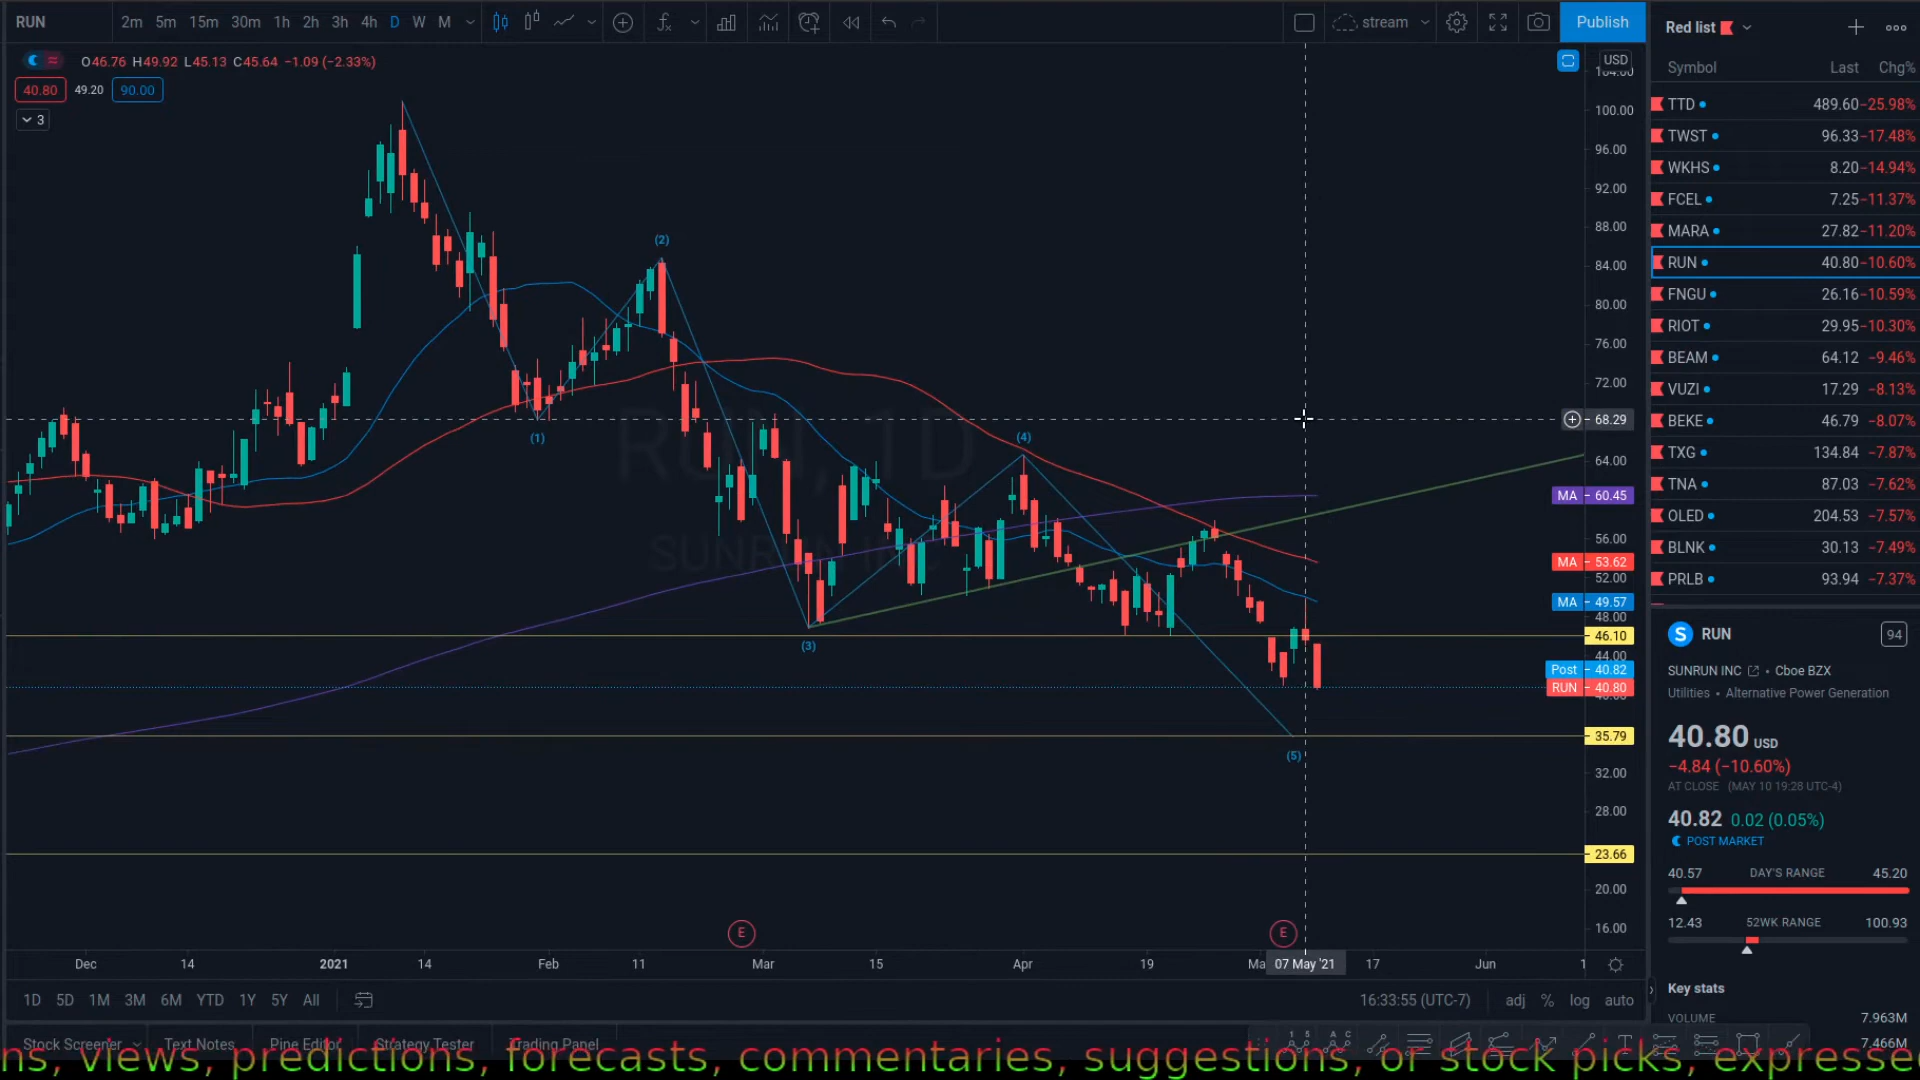 RUN 2m 5m 15m 30m 1h 2h 3h 4h D W M stream Publish
O46.76 H49.92 L45.13 C45.64 −1.09 (−2.33%)
40.80 49.20 90.00
3
USD
104.00
100.00
96.00
92.00
88.00
84.00
80.00
76.00
72.00
68.29
64.00
MA 60.45
56.00
MA 53.62
52.00
MA 49.57
48.00
46.10
44.00
Post 40.82
RUN 40.80
40.00
35.79
32.00
28.00
23.66
20.00
16.00
(2)
(1)
(4)
(3)
(5)
RUN, 1D
SUNRUN INC
E E
Dec 14 2021 14 Feb 11 Mar 15 Apr 19 Ma 07 May '21 17 Jun 1
1D 5D 1M 3M 6M YTD 1Y 5Y All 16:33:55 (UTC-7) adj % log auto
Stock Screener Text Notes Pine Editor Strategy Tester Trading Panel
Red list
Symbol Last Chg%
TTD 489.60 −25.98%
TWST 96.33 −17.48%
WKHS 8.20 −14.94%
FCEL 7.25 −11.37%
MARA 27.82 −11.20%
RUN 40.80 −10.60%
FNGU 26.16 −10.59%
RIOT 29.95 −10.30%
BEAM 64.12 −9.46%
VUZI 17.29 −8.13%
BEKE 46.79 −8.07%
TXG 134.84 −7.87%
TNA 87.03 −7.62%
OLED 204.53 −7.57%
BLNK 30.13 −7.49%
PRLB 93.94 −7.37%
S RUN 94
SUNRUN INC • Cboe BZX
Utilities • Alternative Power Generation
40.80 USD
−4.84 (−10.60%)
AT CLOSE (MAY 10 19:28 UTC-4)
40.82 0.02 (0.05%)
POST MARKET
40.57 DAY'S RANGE 45.20
12.43 52WK RANGE 100.93
Key stats
VOLUME 7.963M
7.466M
ns, views, predictions, forecasts, commentaries, suggestions, or stock picks, expresse